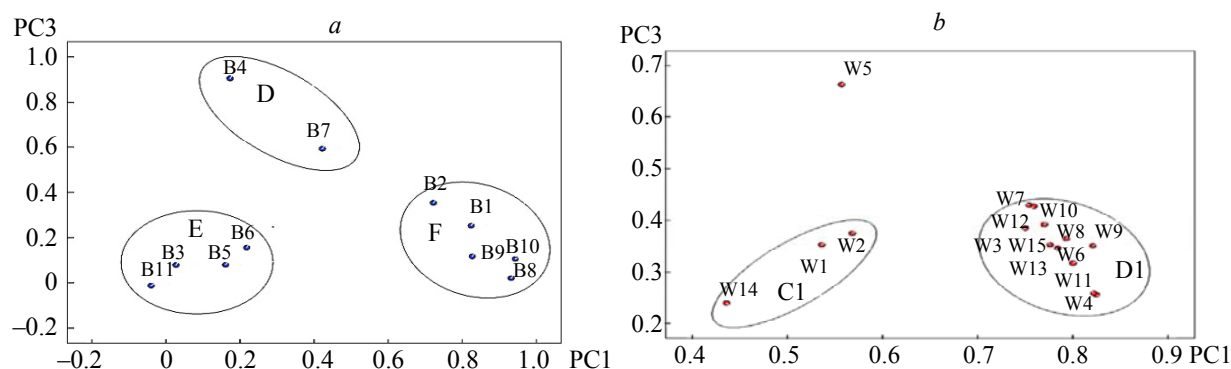 a
PC3
1.0
0.8
0.6
0.4
0.2
0
–0.2
B4
D
B7
B2
B1
F
B9
B10
B8
E
B6
B3
B5
B11
–0.2 0 0.2 0.4 0.6 0.8 1.0 PC1
b
PC3
0.7
0.6
0.5
0.4
0.3
0.2
W5
W7
W10
W12
W8
W9
W3
W15
W6
W13
D1
W11
W4
W2
W1
C1
W14
0.4 0.5 0.6 0.7 0.8 0.9 PC1